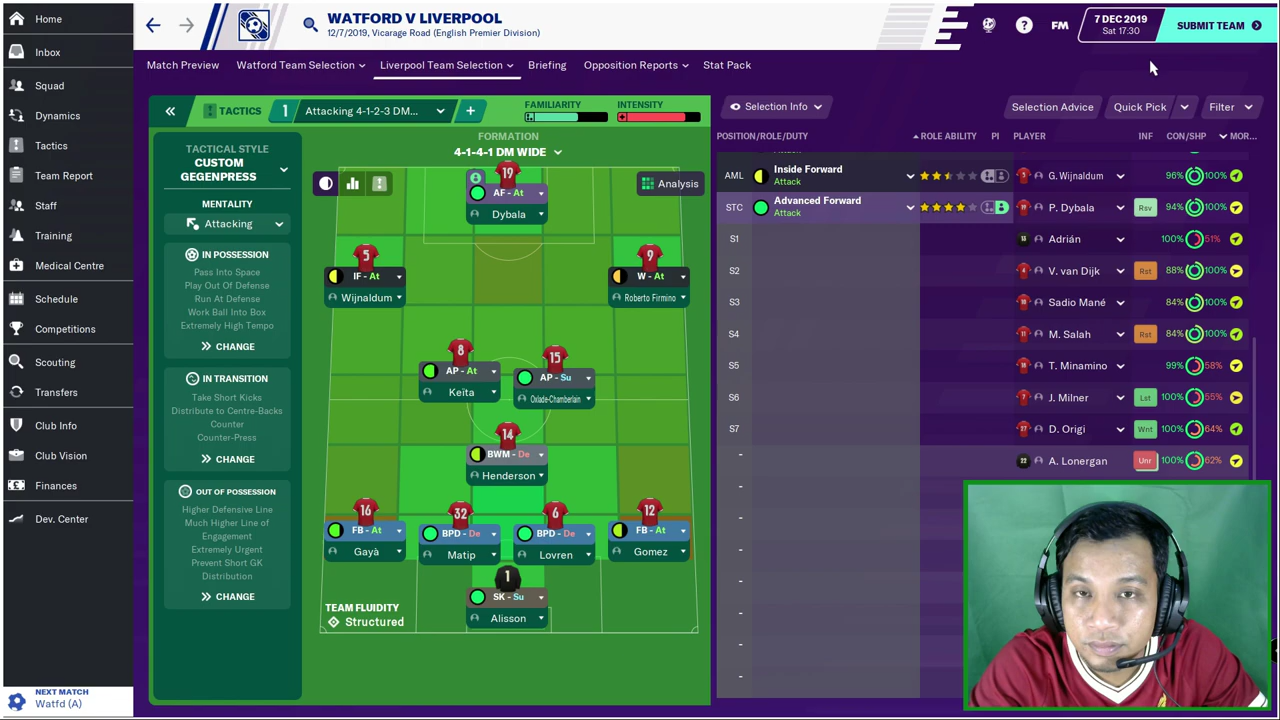 Home
Inbox
Squad
Dynamics
Tactics
Team Report
Staff
Training
Medical Centre
Schedule
Competitions
Scouting
Transfers
Club Info
Club Vision
Finances
Dev. Center
NEXT MATCH
Watfd (A)
WATFORD V LIVERPOOL
12/7/2019, Vicarage Road (English Premier Division)
FM
7 DEC 2019
Sat 17:30
SUBMIT TEAM
Match Preview
Watford Team Selection
Liverpool Team Selection
Briefing
Opposition Reports
Stat Pack
TACTICS
1
Attacking 4-1-2-3 DM...
FAMILIARITY
INTENSITY
TACTICAL STYLE
CUSTOM
GEGENPRESS
MENTALITY
Attacking
IN POSSESSION
Pass Into Space
Play Out Of Defense
Run At Defense
Work Ball Into Box
Extremely High Tempo
CHANGE
IN TRANSITION
Take Short Kicks
Distribute to Centre-Backs
Counter
Counter-Press
CHANGE
OUT OF POSSESSION
Higher Defensive Line
Much Higher Line of
Engagement
Extremely Urgent
Prevent Short GK
Distribution
CHANGE
FORMATION
4-1-4-1 DM WIDE
Analysis
19
AF - At
Dybala
5
IF - At
Wijnaldum
9
W - At
Roberto Firmino
8
AP - At
Keïta
15
AP - Su
Oxlade-Chamberlain
14
BWM - De
Henderson
16
FB - At
Gayà
32
BPD - De
Matip
6
BPD - De
Lovren
12
FB - At
Gomez
1
SK - Su
Alisson
TEAM FLUIDITY
Structured
Selection Info
Selection Advice
Quick Pick
Filter
POSITION/ROLE/DUTY
ROLE ABILITY
PI
PLAYER
INF
CON/SHP
MOR...
AML
Inside Forward
Attack
G. Wijnaldum
96%
100%
STC
Advanced Forward
Attack
P. Dybala
Rsv
94%
100%
S1
Adrián
100%
51%
S2
V. van Dijk
Rst
88%
100%
S3
Sadio Mané
84%
100%
S4
M. Salah
Rst
84%
100%
S5
T. Minamino
99%
58%
S6
J. Milner
Lst
100%
55%
S7
D. Origi
Wnt
100%
64%
-
A. Lonergan
Unr
100%
62%
-
-
-
-
-
-
-